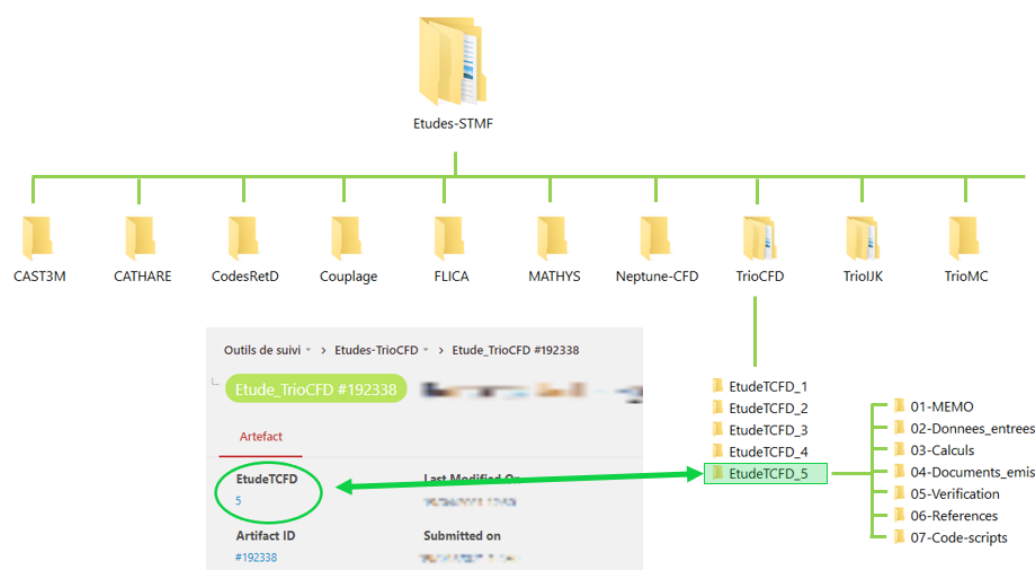 Etudes-STMF
CAST3M CATHARE CodesRetD Couplage FLICA MATHYS Neptune-CFD TrioCFD TrioIJK TrioMC
Outils de suivi > Etudes-TrioCFD > Etude_TrioCFD #192338
Etude_TrioCFD #192338
Artefact
EtudeTCFD Last Modified On
5
Artifact ID Submitted on
#192338
EtudeTCFD_1
EtudeTCFD_2
EtudeTCFD_3
EtudeTCFD_4
EtudeTCFD_5
01-MEMO
02-Donnees_entrees
03-Calculs
04-Documents_emis
05-Verification
06-References
07-Code-scripts